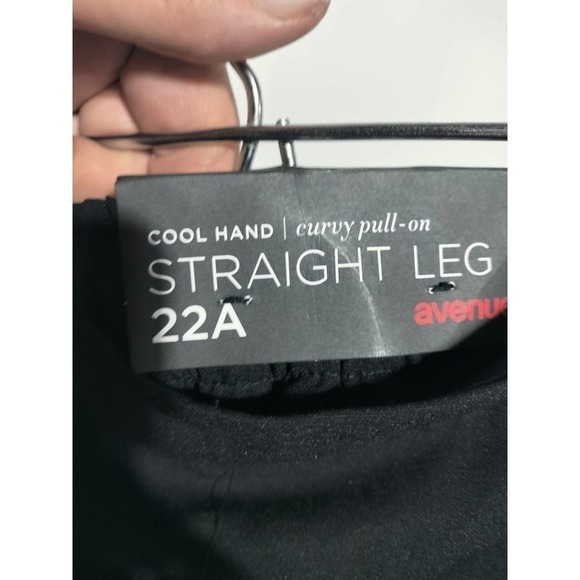 COOL HAND | curvy pull-on
STRAIGHT LEG
22A
avenue